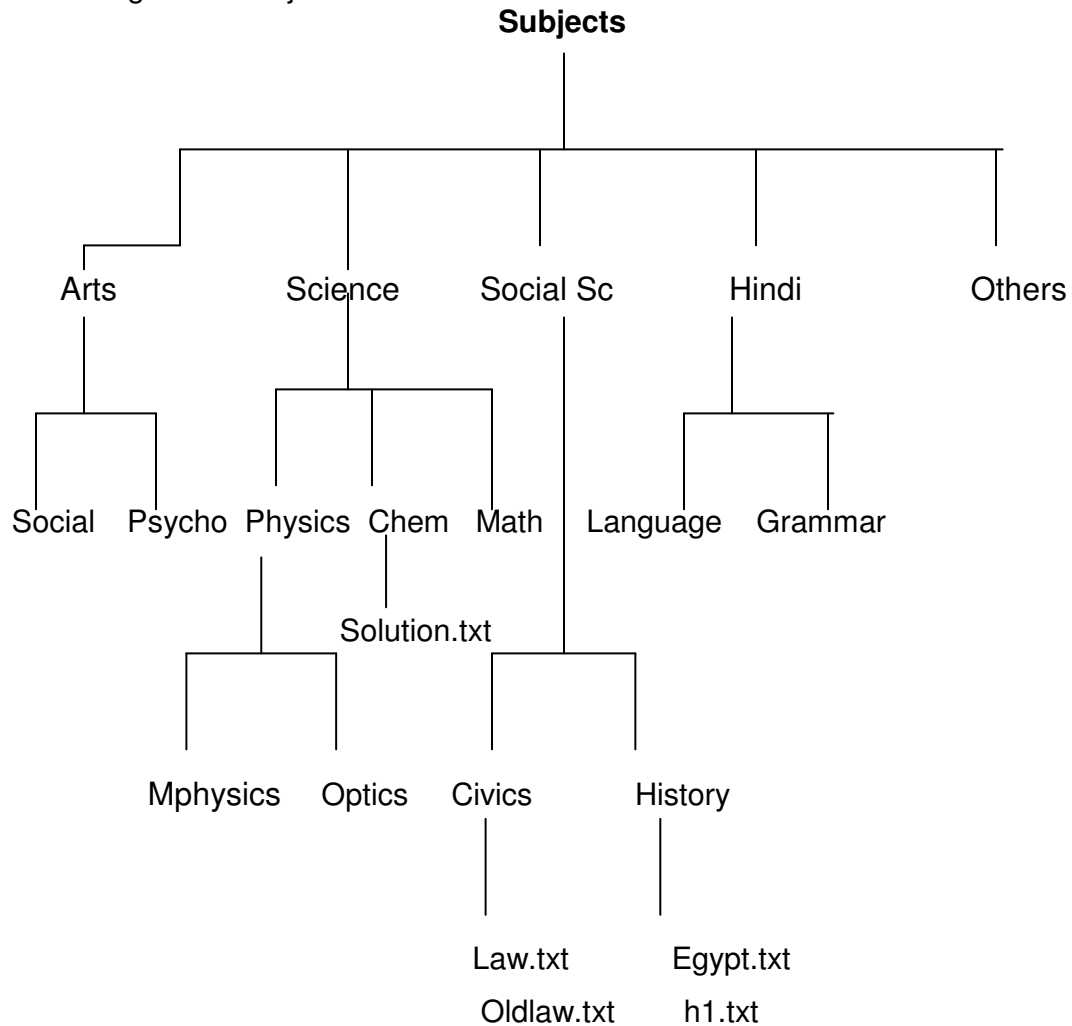 Subjects
Arts Science Social Sc Hindi Others
Social Psycho Physics Chem Math Language Grammar
Solution.txt
Mphysics Optics Civics History
Law.txt Egypt.txt
Oldlaw.txt h1.txt